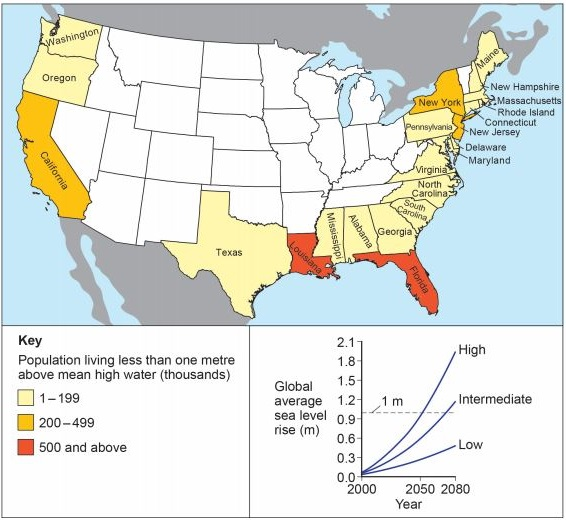 Washington
Oregon
California
Texas
Louisiana
Mississippi
Alabama
Georgia
Florida
South
Carolina
North
Carolina
Virginia
Pennsylvania
New York
Maine
New Hampshire
Massachusetts
Rhode Island
Connecticut
New Jersey
Delaware
Maryland
Key
Population living less than one metre
above mean high water (thousands)
1–199
200–499
500 and above
Global
average
sea level
rise (m)
2.1
1.8
1.5
1.2
0.9
0.6
0.3
0.0
1 m
High
Intermediate
Low
2000
2050
2080
Year